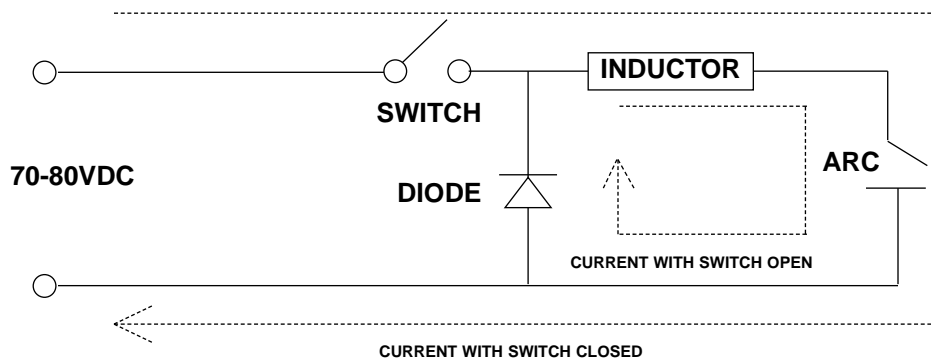 INDUCTOR
SWITCH
70-80VDC
ARC
DIODE
CURRENT WITH SWITCH OPEN
CURRENT WITH SWITCH CLOSED